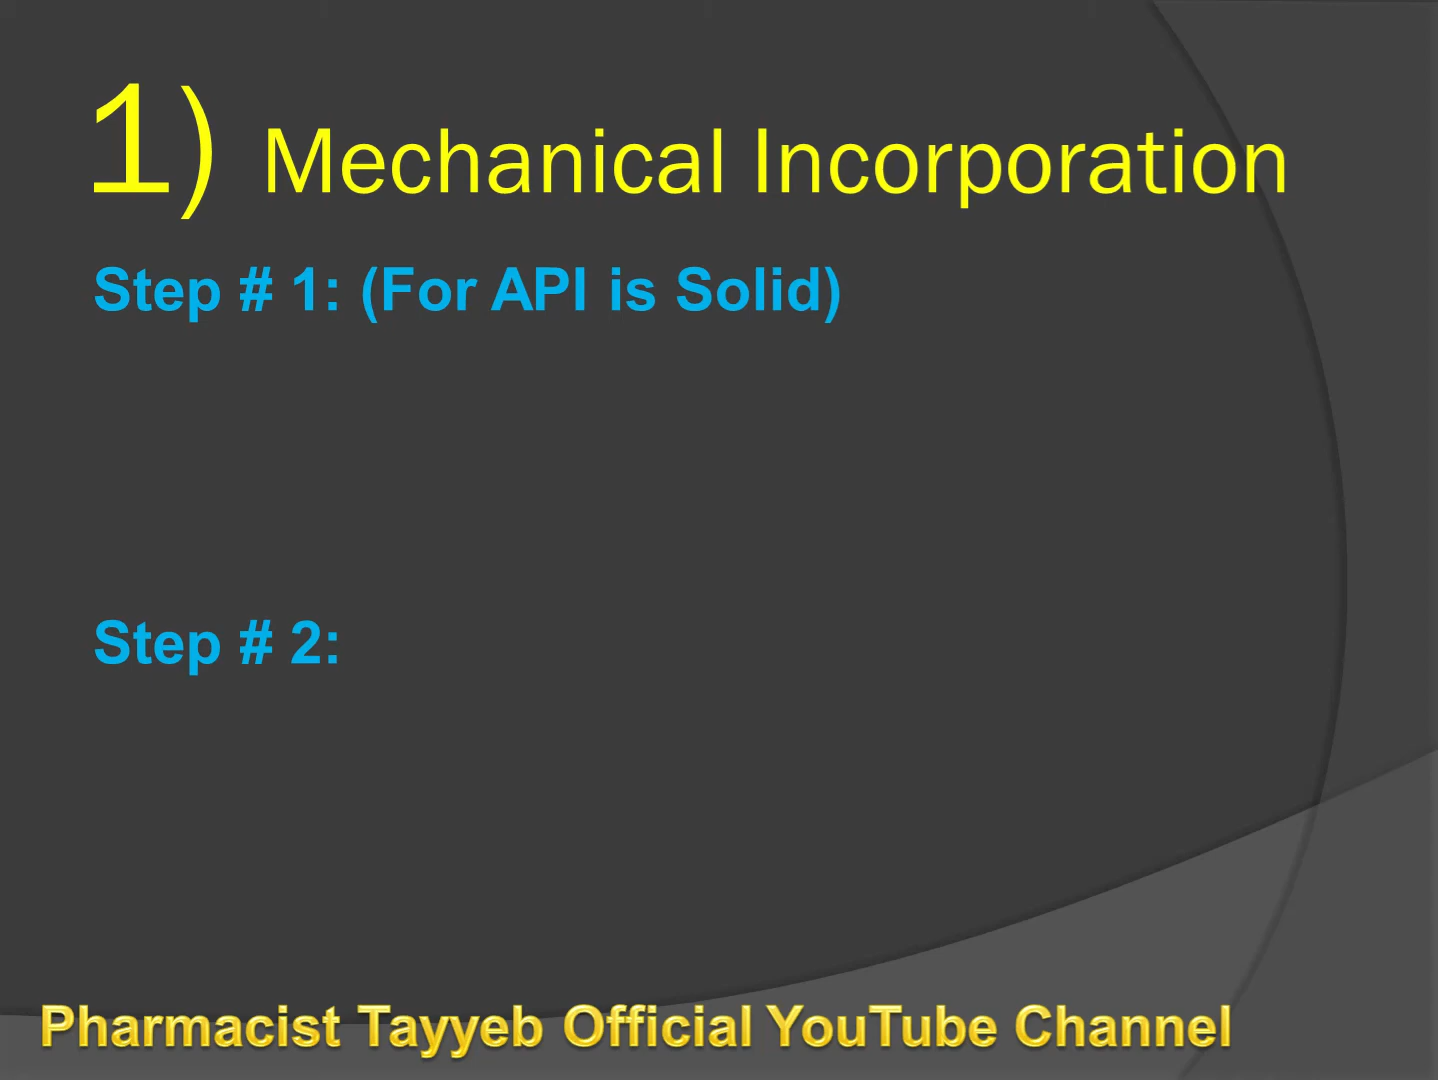 1) Mechanical Incorporation
Step # 1: (For API is Solid)
Step # 2:
Pharmacist Tayyeb Official YouTube Channel